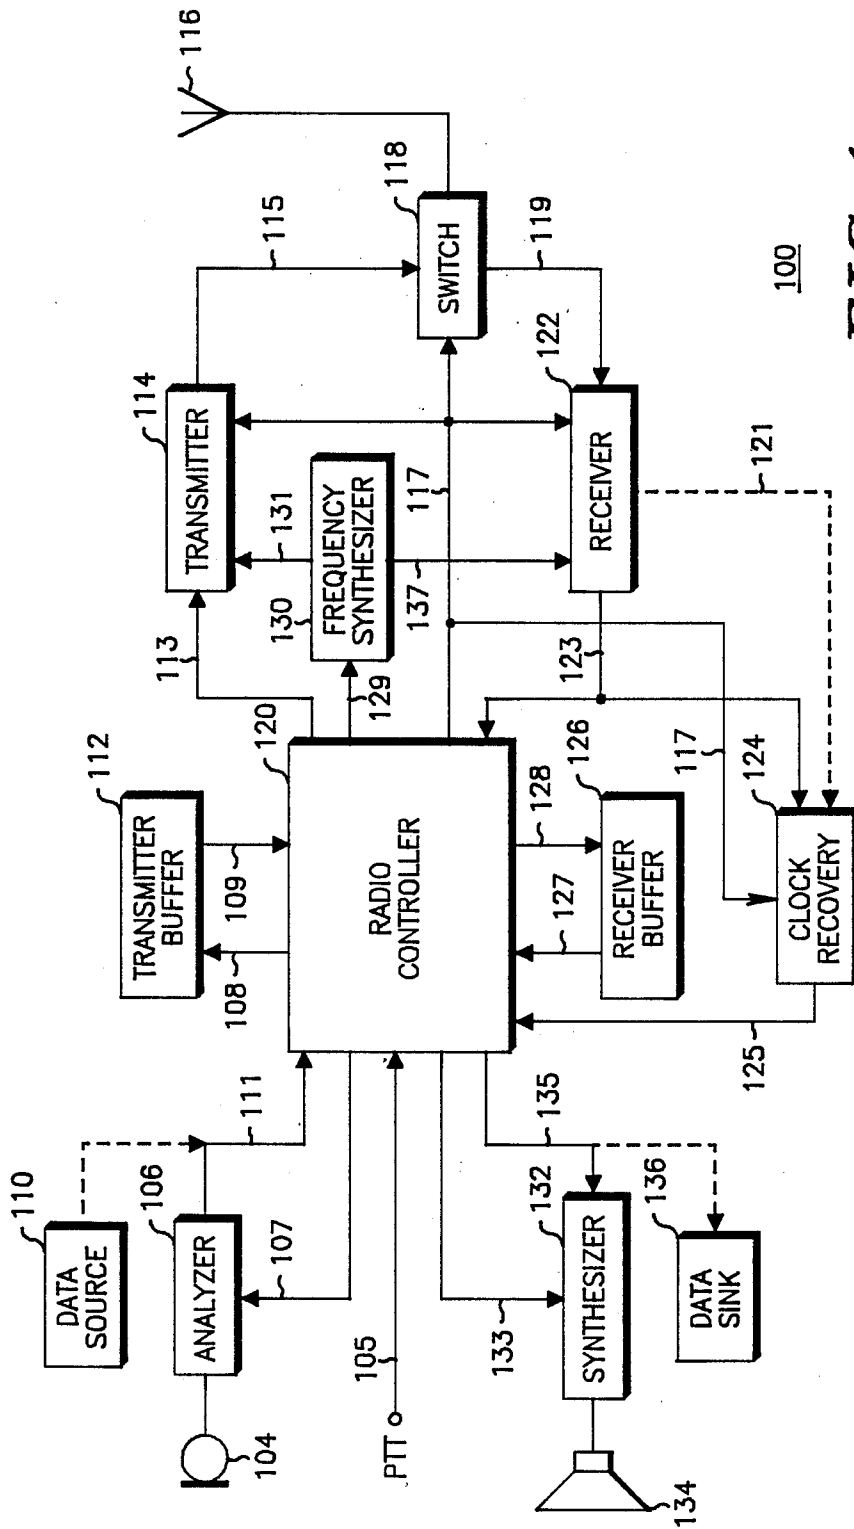 110
DATA
SOURCE
112
TRANSMITTER
BUFFER
114
TRANSMITTER
115
116
104
106
ANALYZER
111
107
108
109
113
120
129
130
131
FREQUENCY
SYNTHESIZER
105
PTT
RADIO
CONTROLLER
137
117
118
SWITCH
119
133
135
127
128
123
122
RECEIVER
134
132
SYNTHESIZER
126
RECEIVER
BUFFER
136
DATA
SINK
125
117
124
CLOCK
RECOVERY
121
100